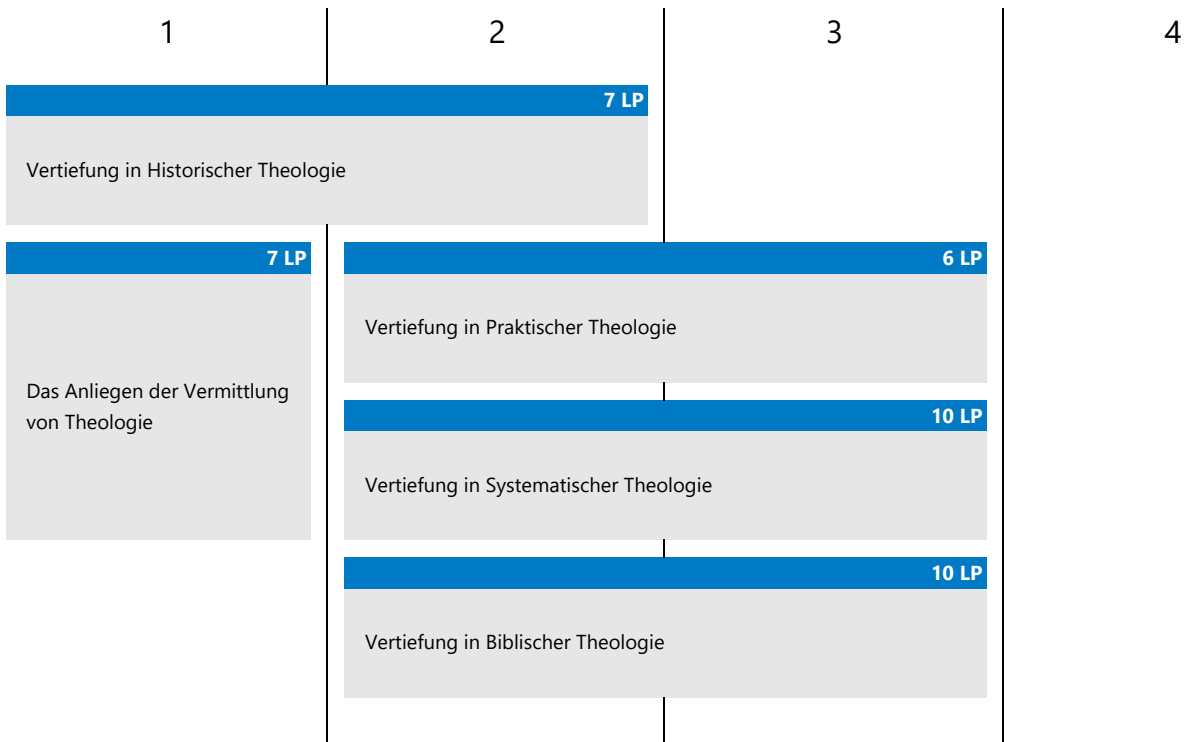 1
2
3
4
7 LP
Vertiefung in Historischer Theologie
7 LP
Das Anliegen der Vermittlung
von Theologie
6 LP
Vertiefung in Praktischer Theologie
10 LP
Vertiefung in Systematischer Theologie
10 LP
Vertiefung in Biblischer Theologie